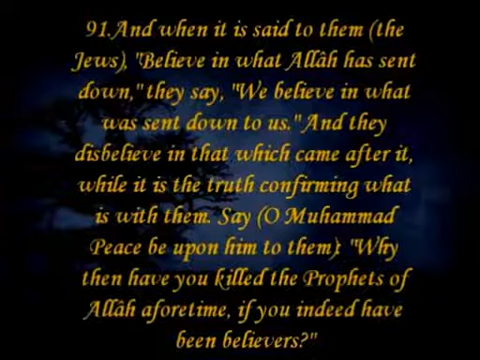 91.And when it is said to them (the
Jews), "Believe in what Allâh has sent
down," they say, "We believe in what
was sent down to us." And they
disbelieve in that which came after it,
while it is the truth confirming what
is with them. Say (O Muhammad
Peace be upon him to them): "Why
then have you killed the Prophets of
Allâh aforetime, if you indeed have
been believers?"